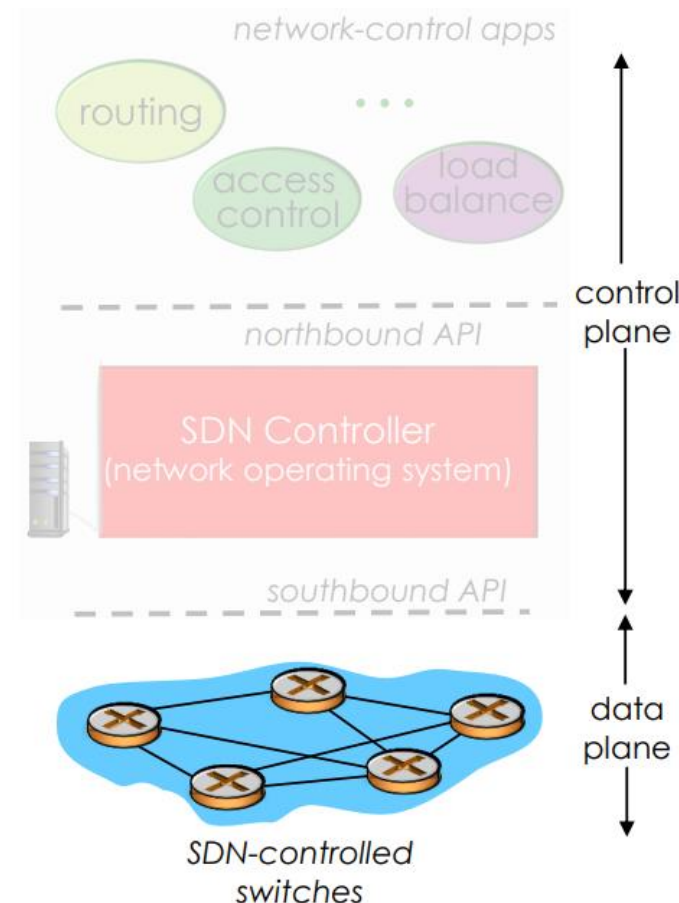 network-control apps
routing
...
access
control
load
balance
control
plane
northbound API
SDN Controller
(network operating system)
southbound API
data
plane
SDN-controlled
switches